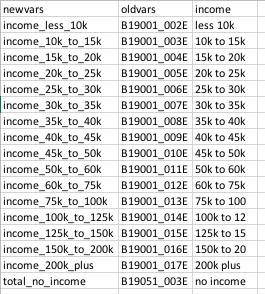 newvars oldvars income
income_less_10k B19001_002E less 10k
income_10k_to_15k B19001_003E 10k to 15k
income_15k_to_20k B19001_004E 15k to 20k
income_20k_to_25k B19001_005E 20k to 25k
income_25k_to_30k B19001_006E 25k to 30k
income_30k_to_35k B19001_007E 30k to 35k
income_35k_to_40k B19001_008E 35k to 40k
income_40k_to_45k B19001_009E 40k to 45k
income_45k_to_50k B19001_010E 45k to 50k
income_50k_to_60k B19001_011E 50k to 60k
income_60k_to_75k B19001_012E 60k to 75k
income_75k_to_100k B19001_013E 75k to 100
income_100k_to_125k B19001_014E 100k to 12
income_125k_to_150k B19001_015E 125k to 15
income_150k_to_200k B19001_016E 150k to 20
income_200k_plus B19001_017E 200k plus
total_no_income B19051_003E no income